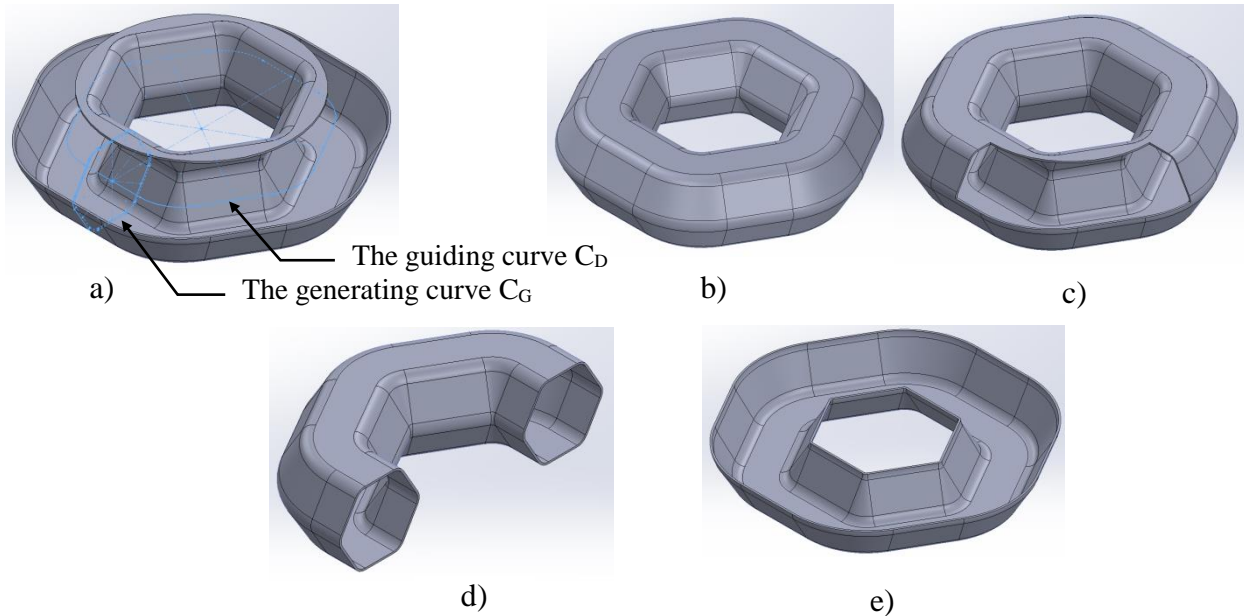 The guiding curve CD
a)
The generating curve CG
b)
c)
d)
e)